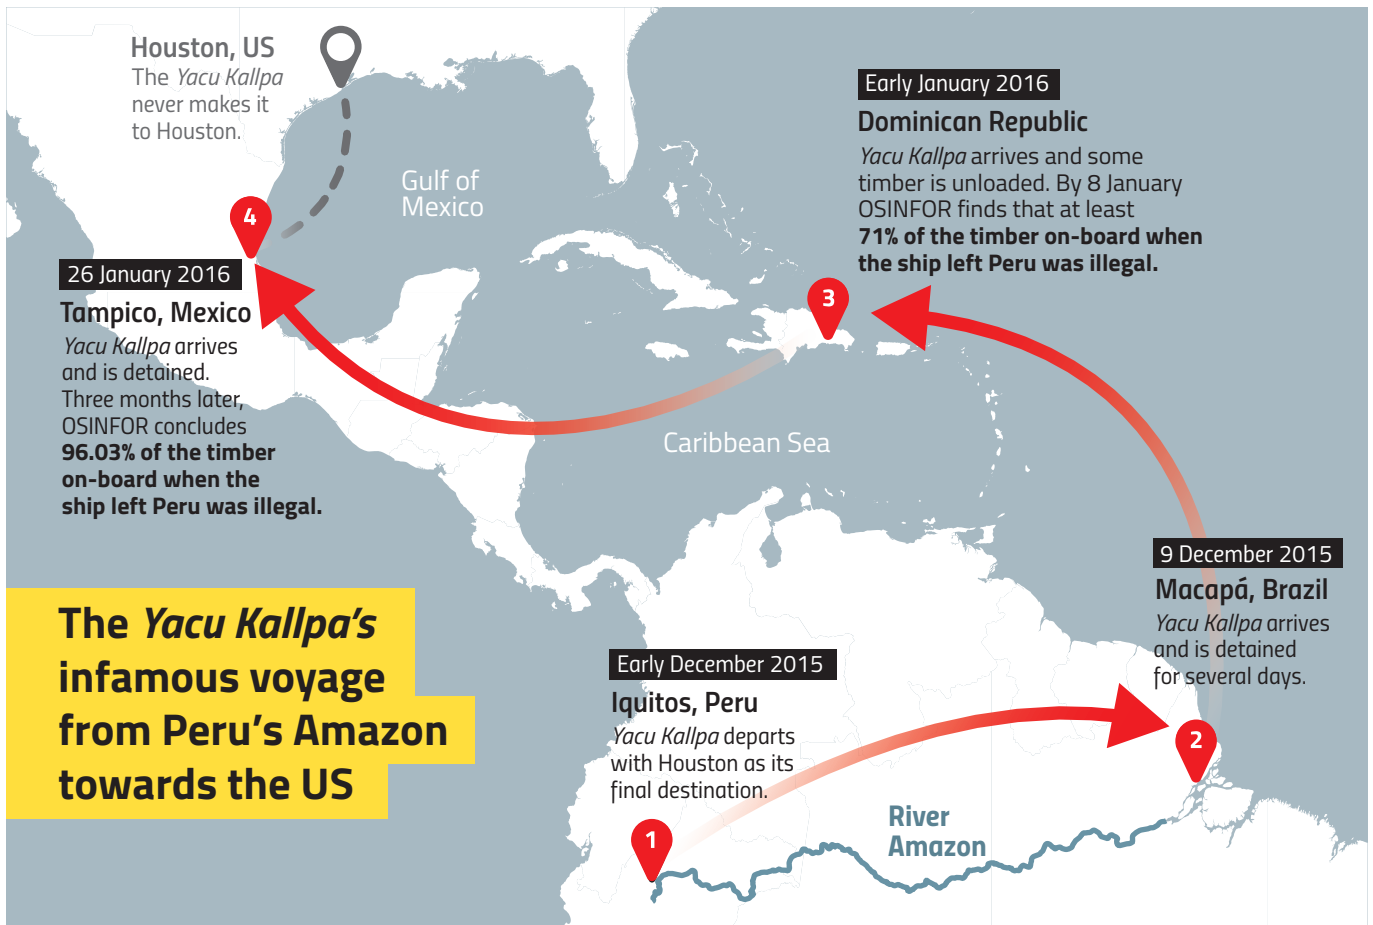 Houston, US
The Yacu Kallpa
never makes it
to Houston.
Gulf of
Mexico
Early January 2016
Dominican Republic
Yacu Kallpa arrives and some
timber is unloaded. By 8 January
OSINFOR finds that at least
71% of the timber on-board when
the ship left Peru was illegal.
4
26 January 2016
Tampico, Mexico
Yacu Kallpa arrives
and is detained.
Three months later,
OSINFOR concludes
96.03% of the timber
on-board when the
ship left Peru was illegal.
3
Caribbean Sea
9 December 2015
Macapá, Brazil
Yacu Kallpa arrives
and is detained
for several days.
The Yacu Kallpa's
infamous voyage
from Peru's Amazon
towards the US
Early December 2015
Iquitos, Peru
Yacu Kallpa departs
with Houston as its
final destination.
2
1
River
Amazon